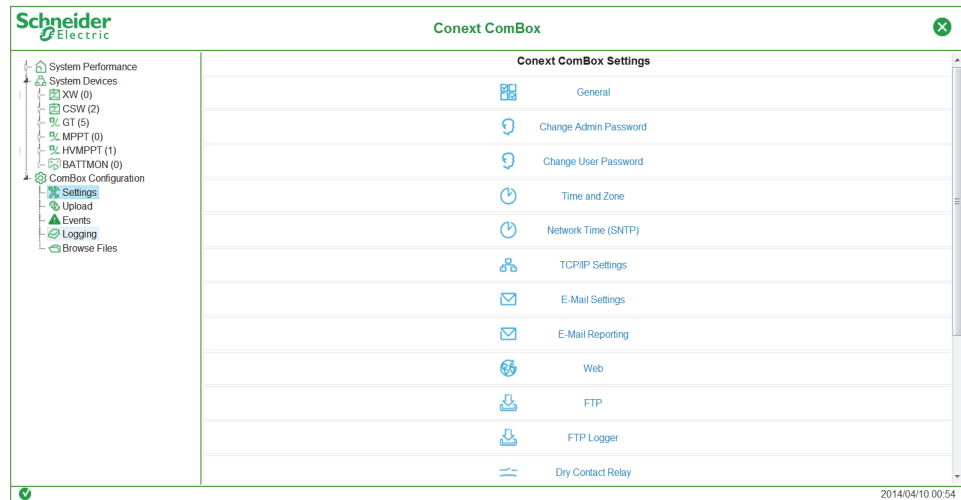 Schneider
Electric
Conext ComBox
System Performance
System Devices
XW (0)
CSW (2)
GT (5)
MPPT (0)
HVMPPT (1)
BATTMON (0)
ComBox Configuration
Settings
Upload
Events
Logging
Browse Files
Conext ComBox Settings
General
Change Admin Password
Change User Password
Time and Zone
Network Time (SNTP)
TCP/IP Settings
E-Mail Settings
E-Mail Reporting
Web
FTP
FTP Logger
Dry Contact Relay
2014/04/10 00:54